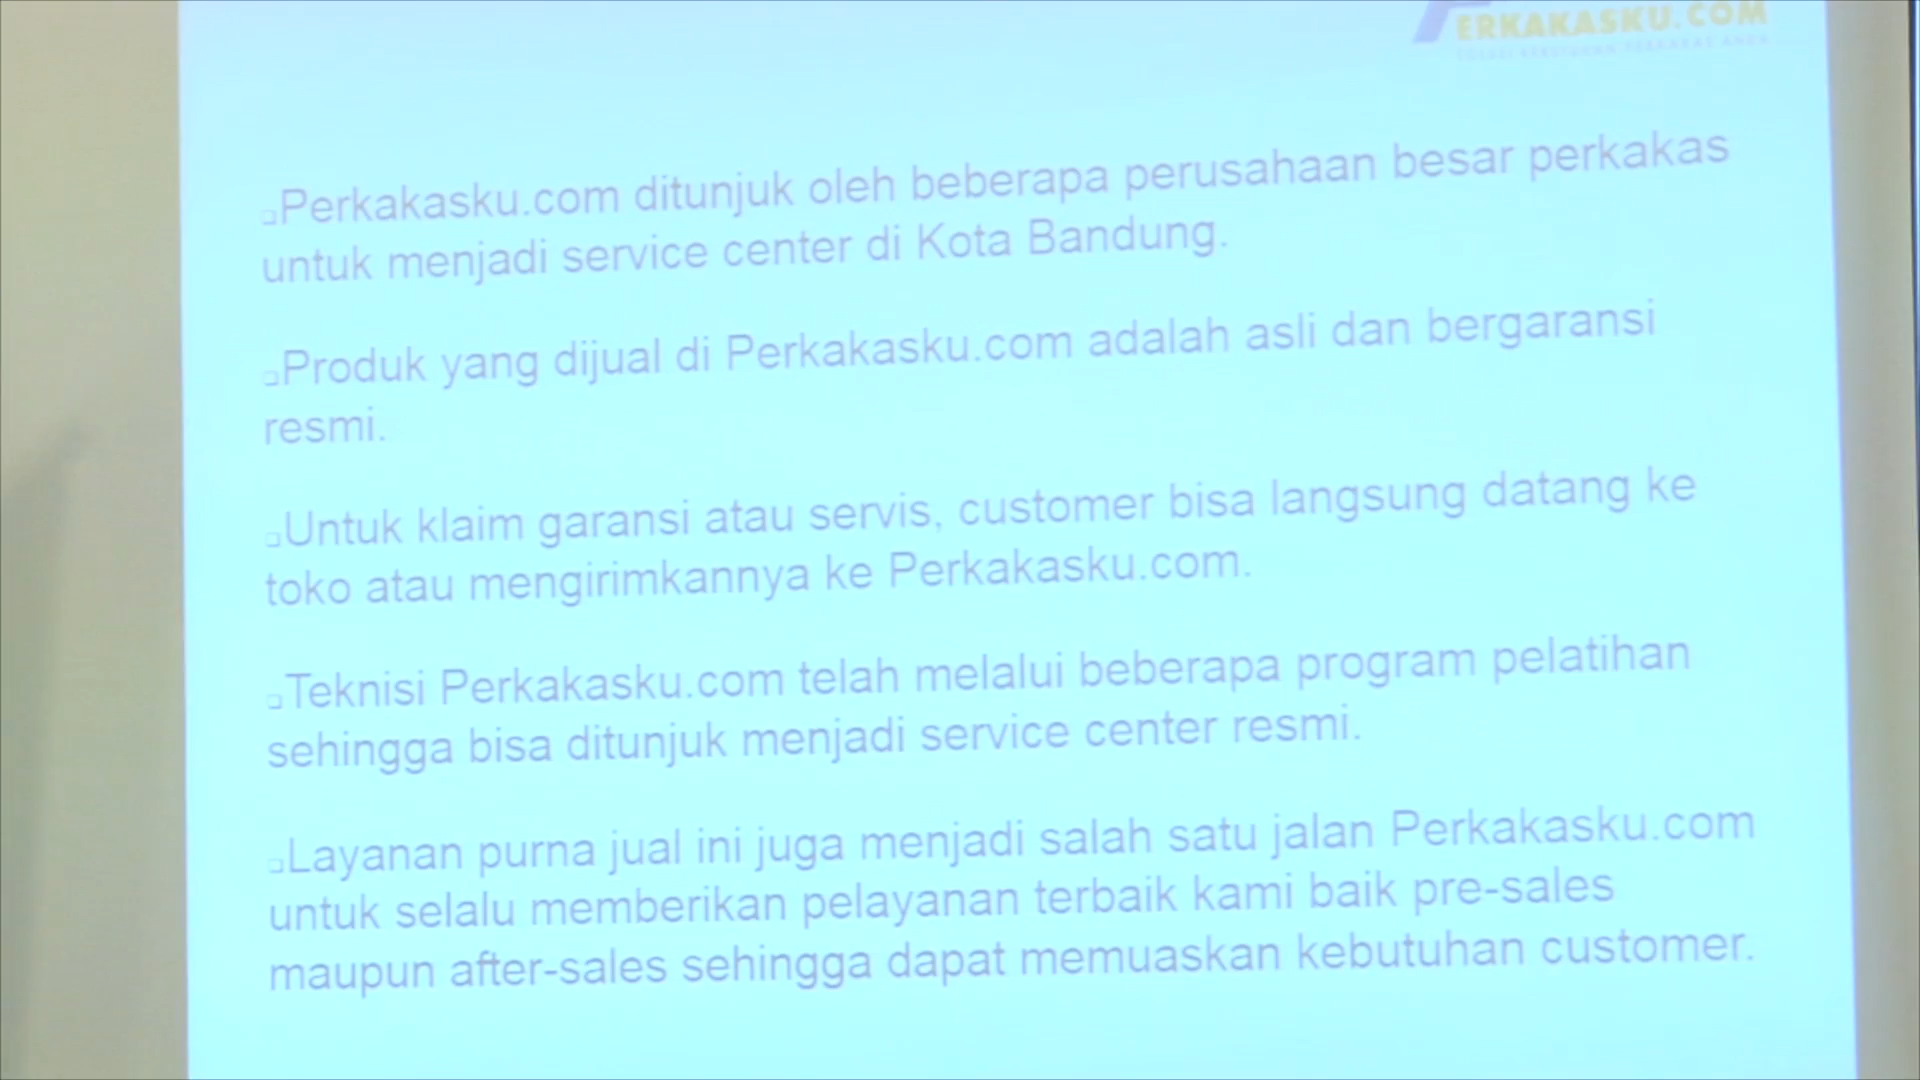 PERKAKASKU.COM
❑Perkakasku.com ditunjuk oleh beberapa perusahaan besar perkakas
untuk menjadi service center di Kota Bandung.
❑Produk yang dijual di Perkakasku.com adalah asli dan bergaransi
resmi.
❑Untuk klaim garansi atau servis, customer bisa langsung datang ke
toko atau mengirimkannya ke Perkakasku.com.
❑Teknisi Perkakasku.com telah melalui beberapa program pelatihan
sehingga bisa ditunjuk menjadi service center resmi.
❑Layanan purna jual ini juga menjadi salah satu jalan Perkakasku.com
untuk selalu memberikan pelayanan terbaik kami baik pre-sales
maupun after-sales sehingga dapat memuaskan kebutuhan customer.